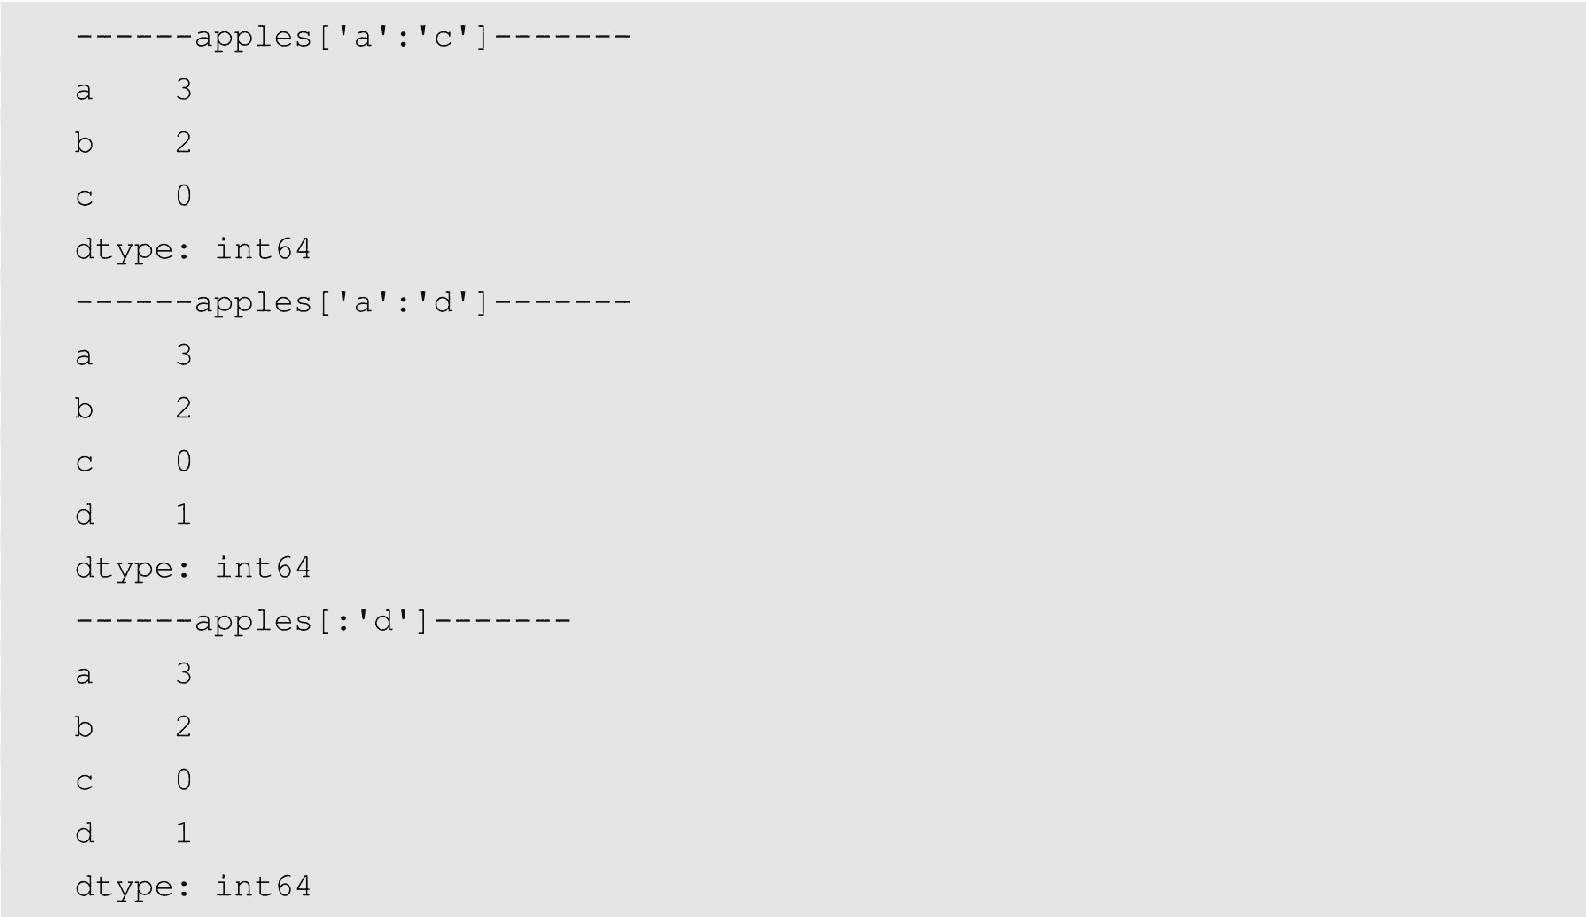 ------apples['a':'c']-------
a    3
b    2
c    0
dtype: int64
------apples['a':'d']-------
a    3
b    2
c    0
d    1
dtype: int64
------apples[:'d']-------
a    3
b    2
c    0
d    1
dtype: int64